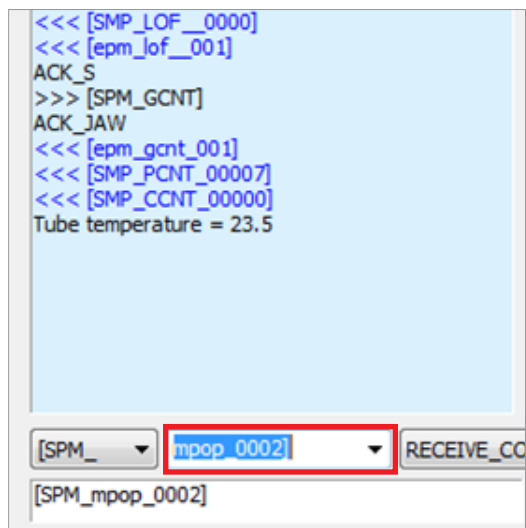 <<< [SMP_LOF__0000]
<<< [epm_lof__001]
ACK_S
>>> [SPM_GCNT]
ACK_JAW
<<< [epm_gcnt_001]
<<< [SMP_PCNT_00007]
<<< [SMP_CCNT_00000]
Tube temperature = 23.5
[SPM_ mpop_0002] RECEIVE_CO
[SPM_mpop_0002]